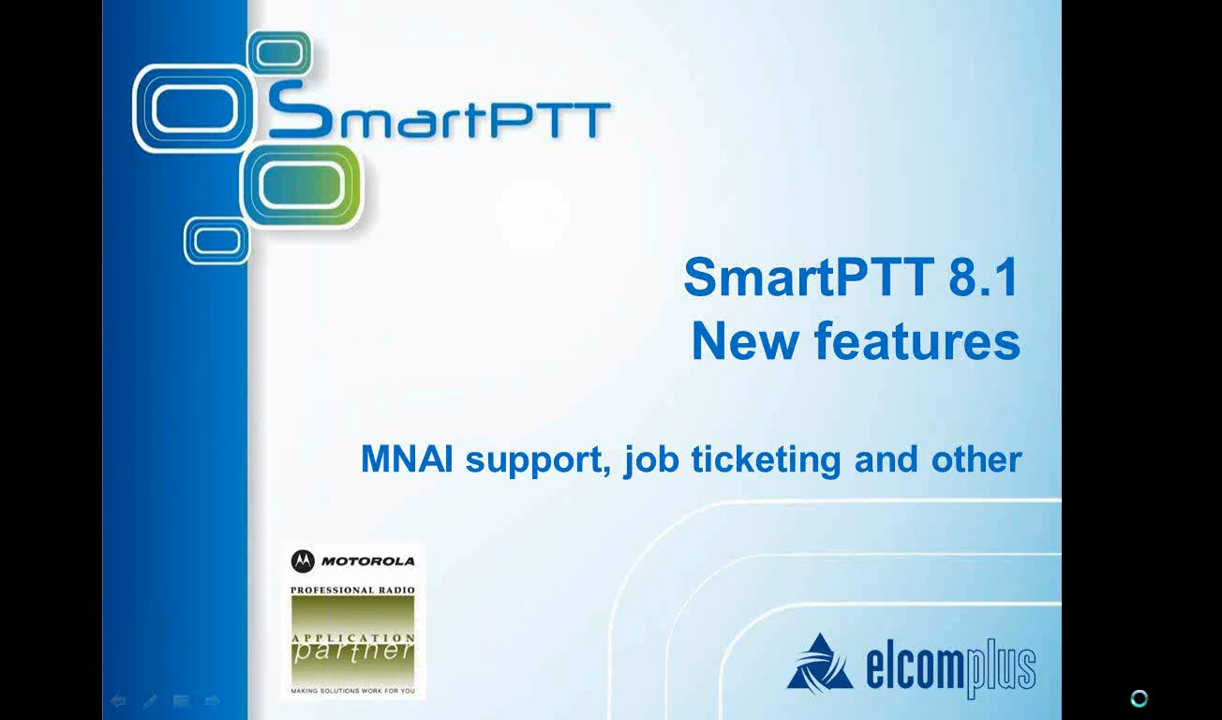 SmartPTT
SmartPTT 8.1
New features
MNAI support, job ticketing and other
MOTOROLA
PROFESSIONAL RADIO
APPLICATION
partner
MAKING SOLUTIONS WORK FOR YOU
elcomplus